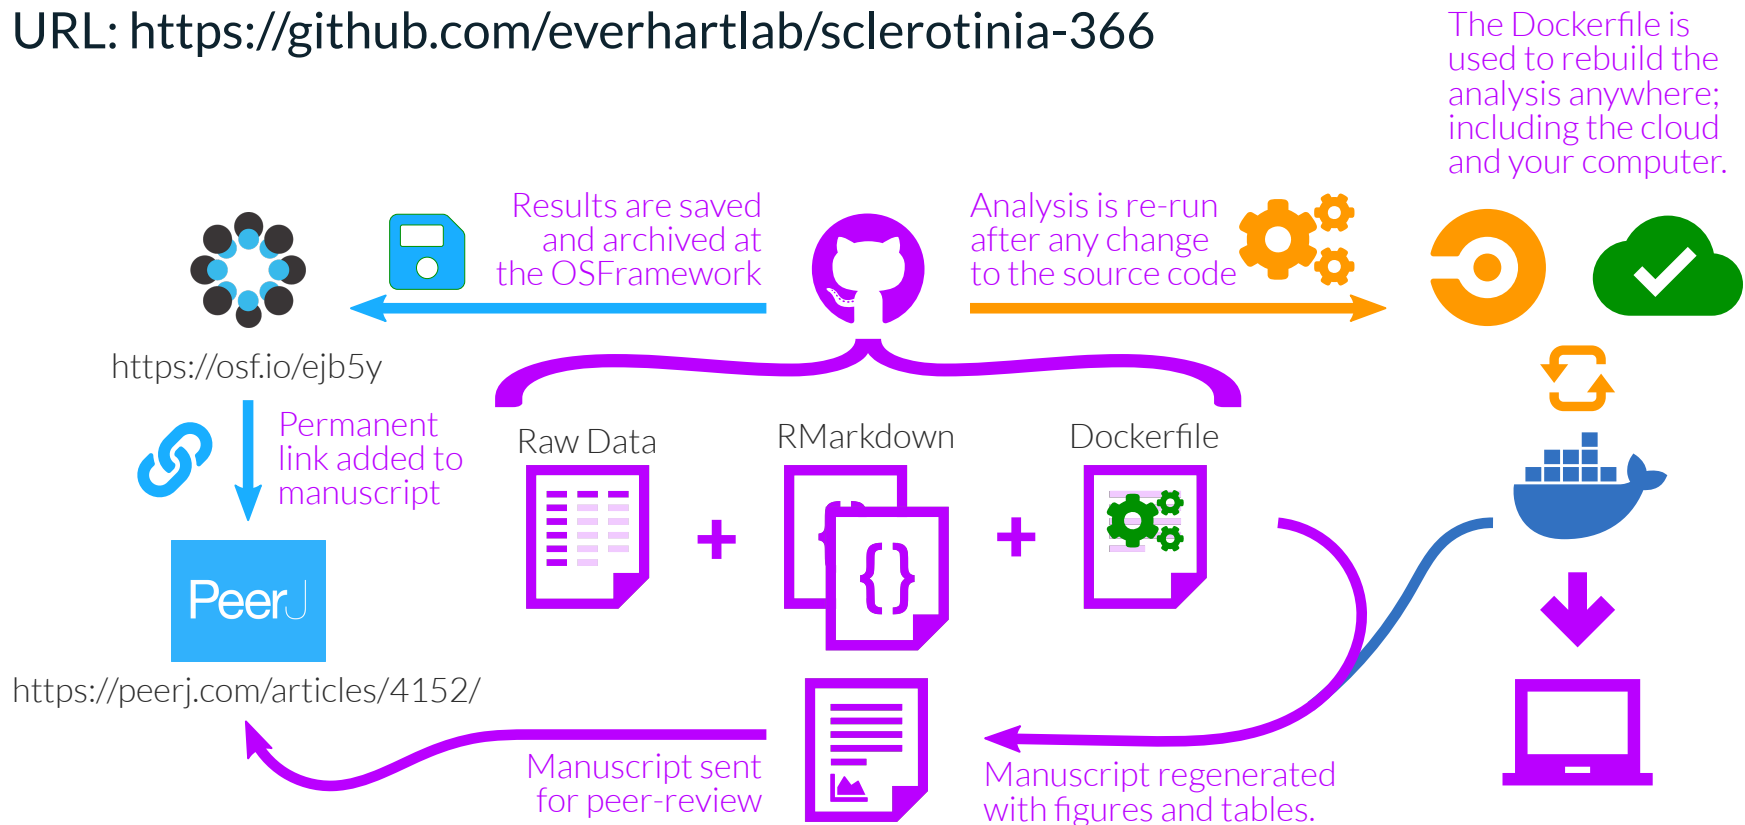 URL: https://github.com/everhartlab/sclerotinia-366
The Dockerfile is
used to rebuild the
analysis anywhere;
including the cloud
and your computer.
Results are saved
and archived at
the OSFramework
Analysis is re-run
after any change
to the source code
https://osf.io/ejb5y
Permanent
link added to
manuscript
Raw Data
RMarkdown
Dockerfile
{}
PeerJ
https://peerj.com/articles/4152/
Manuscript sent
for peer-review
Manuscript regenerated
with figures and tables.